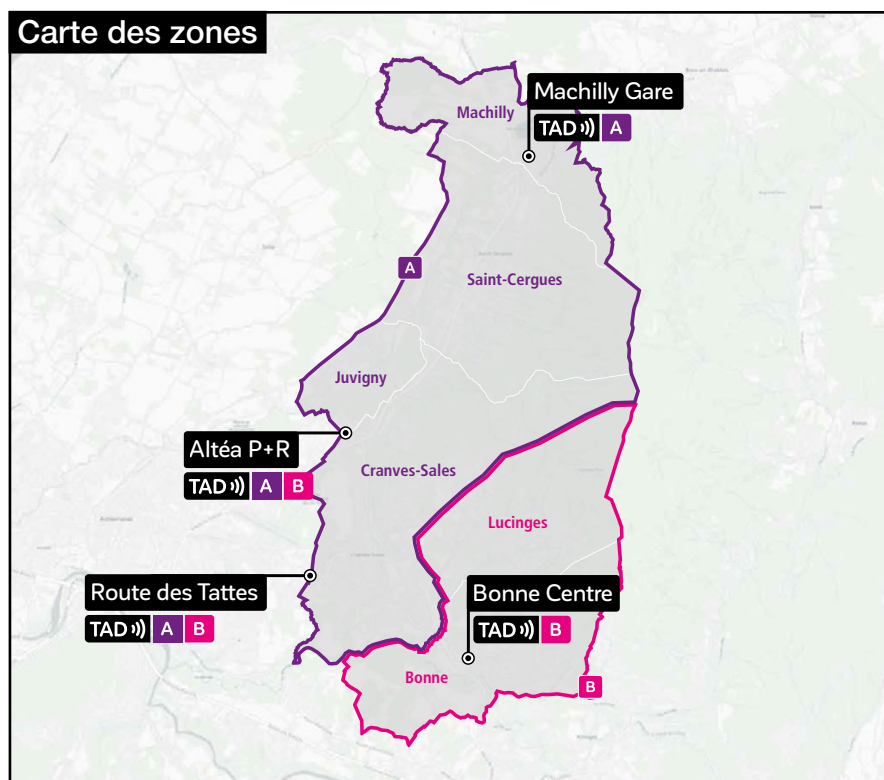 Carte des zones
Machilly Gare
TAD A
Machilly
A
Saint-Cergues
Juvigny
Altéa P+R
TAD A B
Cranves-Sales
Lucinges
Route des Tattes
TAD A B
Bonne Centre
TAD B
Bonne
B